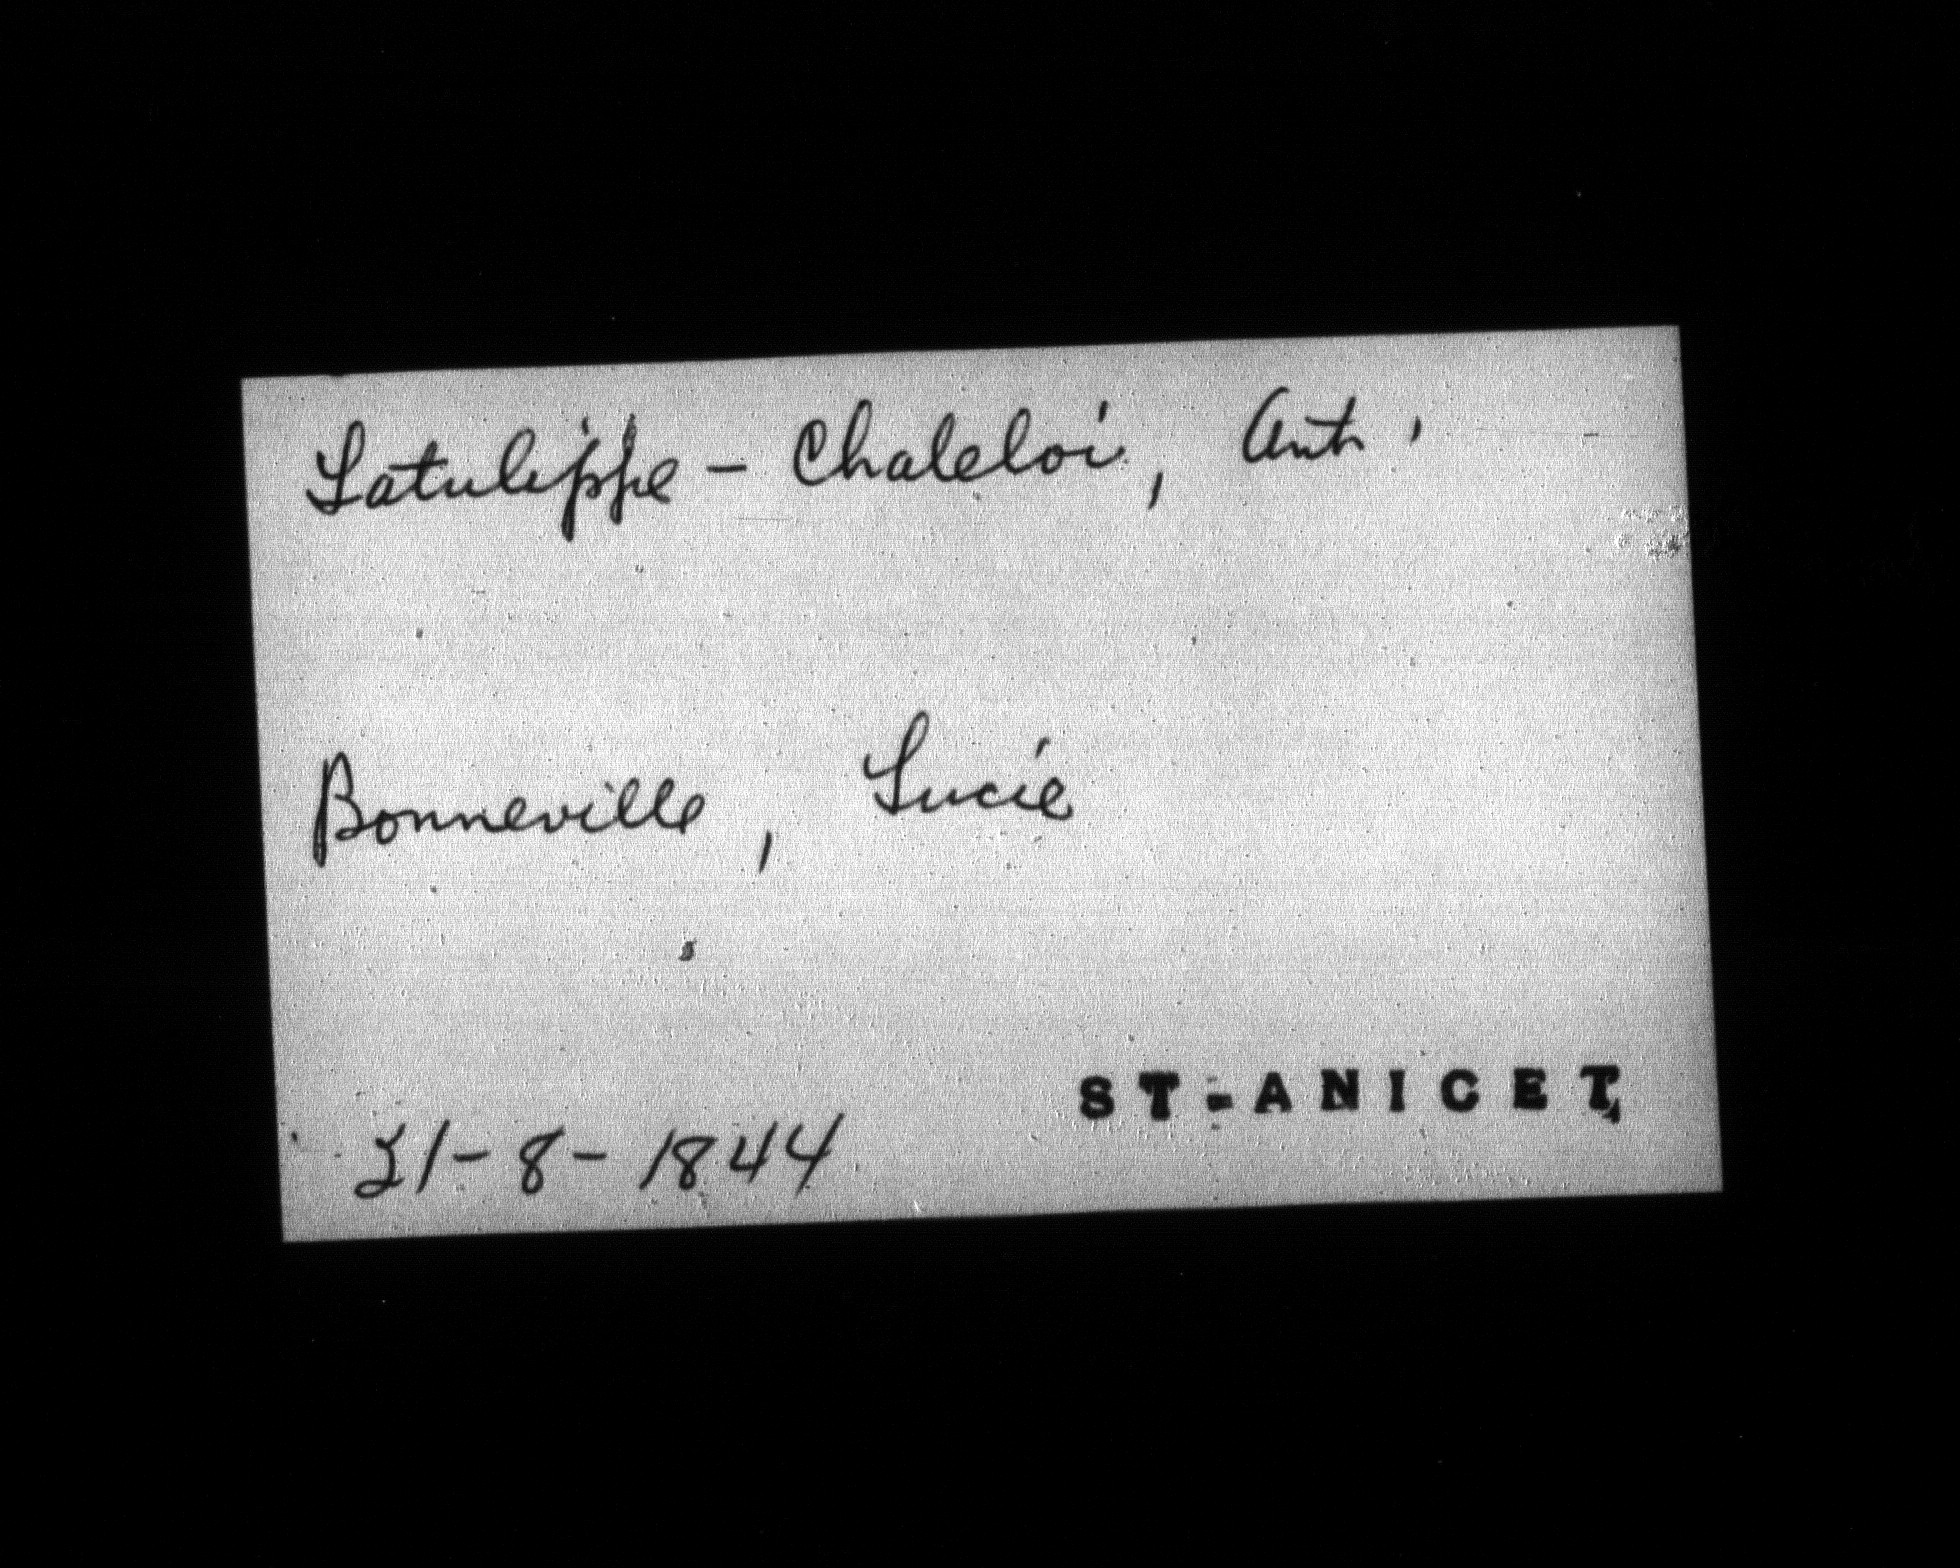 Latulippe - Chaleloi, Ant.
Bonneville, Lucie
ST-ANICET
21-8-1844